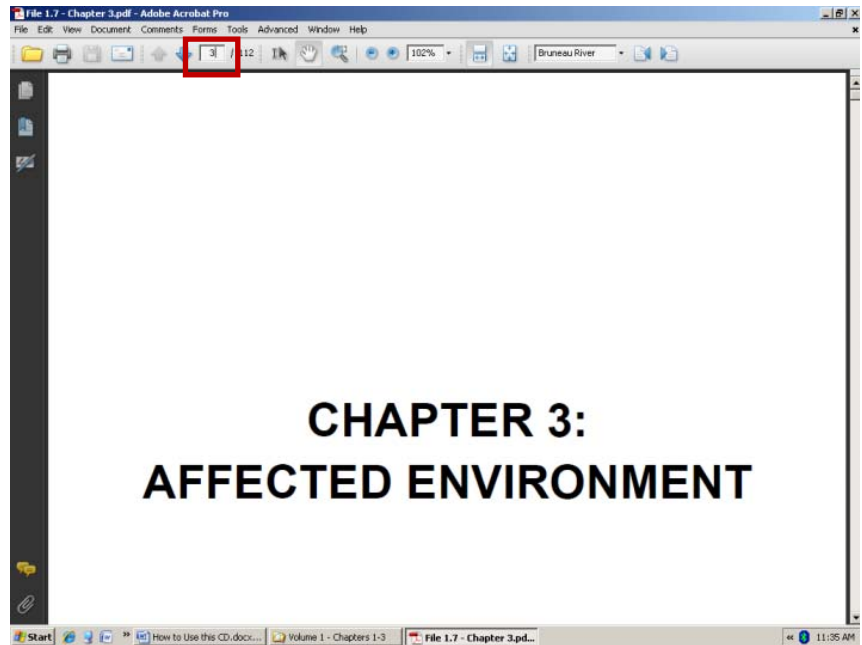 File 1.7 - Chapter 3.pdf - Adobe Acrobat Pro
File Edit View Document Comments Forms Tools Advanced Window Help
3 / 112 102% Bruneau River
CHAPTER 3:
AFFECTED ENVIRONMENT
Start » How to Use this CD.docx... Volume 1 - Chapters 1-3 File 1.7 - Chapter 3.pd... « 11:35 AM